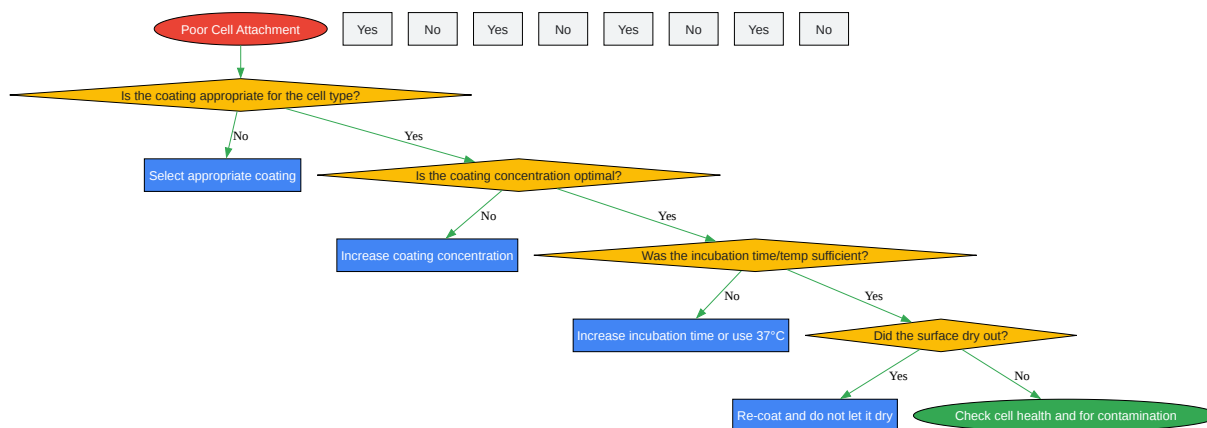 Poor Cell Attachment
Yes
No
Yes
No
Yes
No
Yes
No
Is the coating appropriate for the cell type?
No
Yes
Select appropriate coating
Is the coating concentration optimal?
No
Yes
Increase coating concentration
Was the incubation time/temp sufficient?
No
Yes
Increase incubation time or use 37°C
Did the surface dry out?
Yes
No
Re-coat and do not let it dry
Check cell health and for contamination